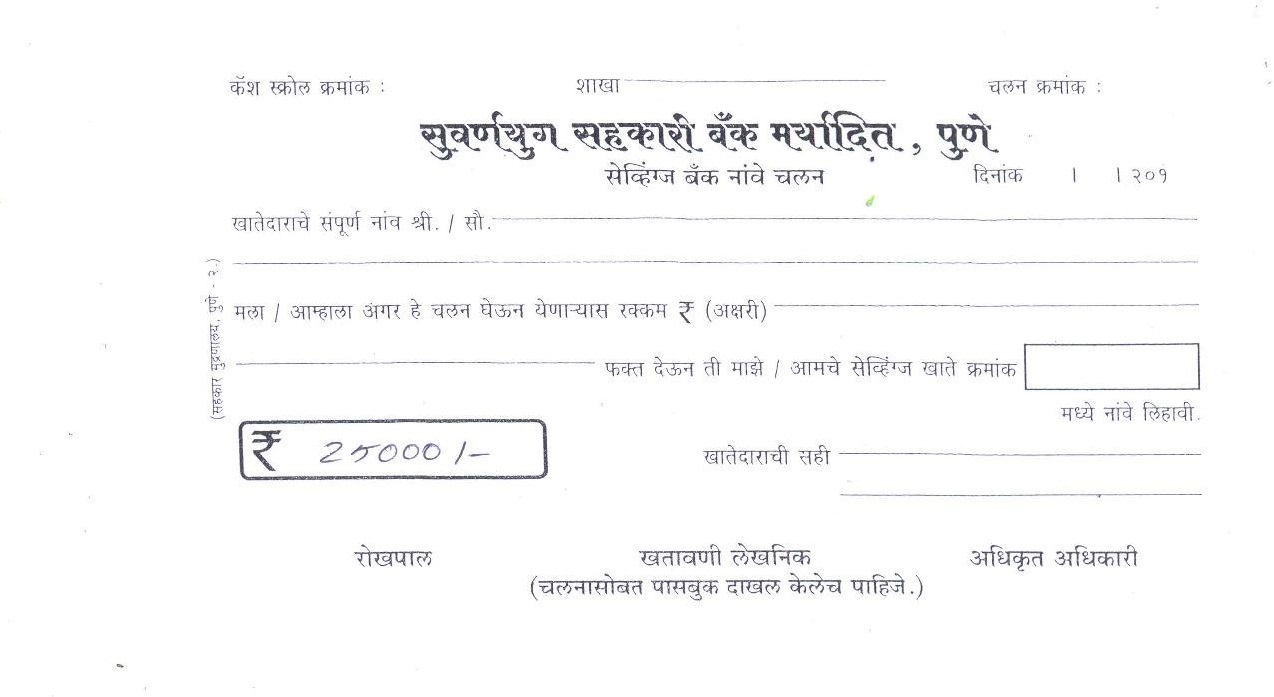 कॅश स्क्रोल क्रमांक : शाखा चलन क्रमांक :
सुवर्णयुग सहकारी बँक मर्यादित, पुणे
सेव्हिंग्ज बँक नांवे चलन दिनांक । । २०१
खातेदाराचे संपूर्ण नांव श्री. / सौ.
मला / आम्हाला अगर हे चलन घेऊन येणाऱ्यास रक्कम ₹ (अक्षरी)
फक्त देऊन ती माझे / आमचे सेव्हिंग्ज खाते क्रमांक
मध्ये नांवे लिहावी.
₹ 25000/- खातेदाराची सही
रोखपाल खतावणी लेखनिक अधिकृत अधिकारी
(चलनासोबत पासबुक दाखल केलेच पाहिजे.)
(सहकार मुद्रणालय, पुणे - २.)